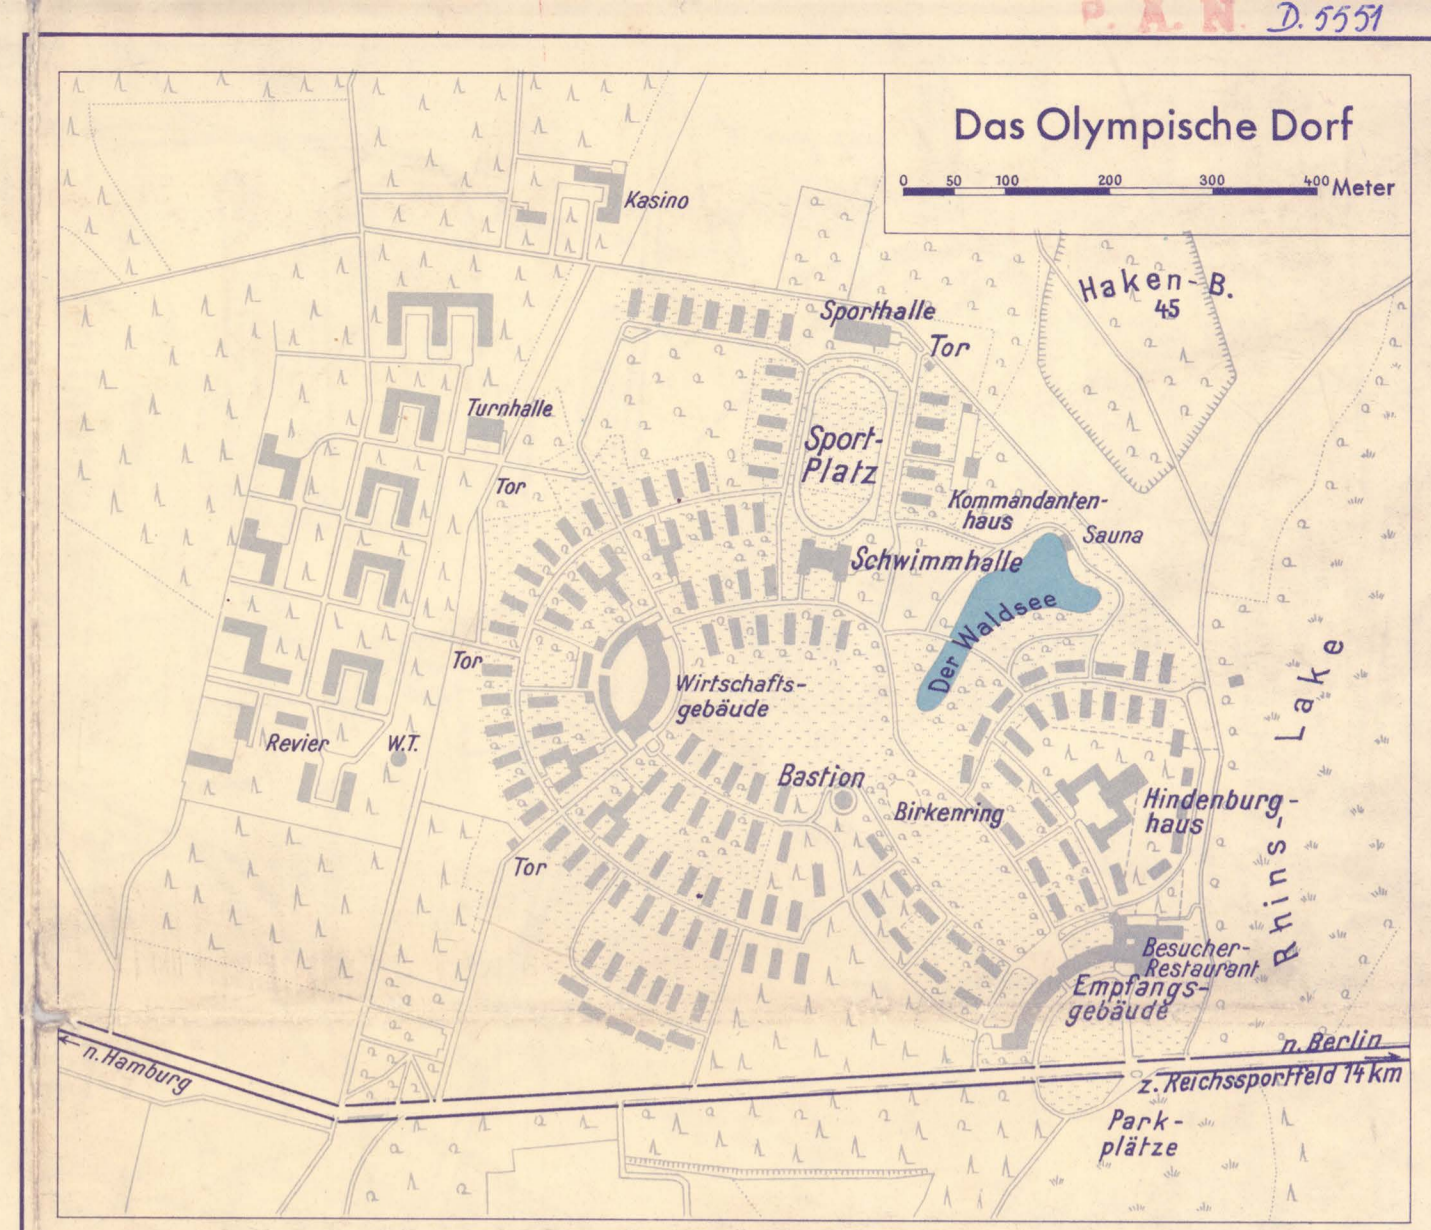 P. A. N. D. 5551
Das Olympische Dorf
0 50 100 200 300 400 Meter
Kasino
Haken-B.
45
Sporthalle
Tor
Turnhalle
Sport-
Platz
Tor
Kommandanten-
haus
Sauna
Schwimmhalle
Der Waldsee
Tor
Wirtschafts-
gebäude
Rhins-Lake
Revier
W.T.
Bastion
Birkenring
Hindenburg-
haus
Tor
Besucher-
Restaurant
Empfangs-
gebäude
n. Hamburg
n. Berlin
z. Reichssportfeld 14 km
Park-
plätze